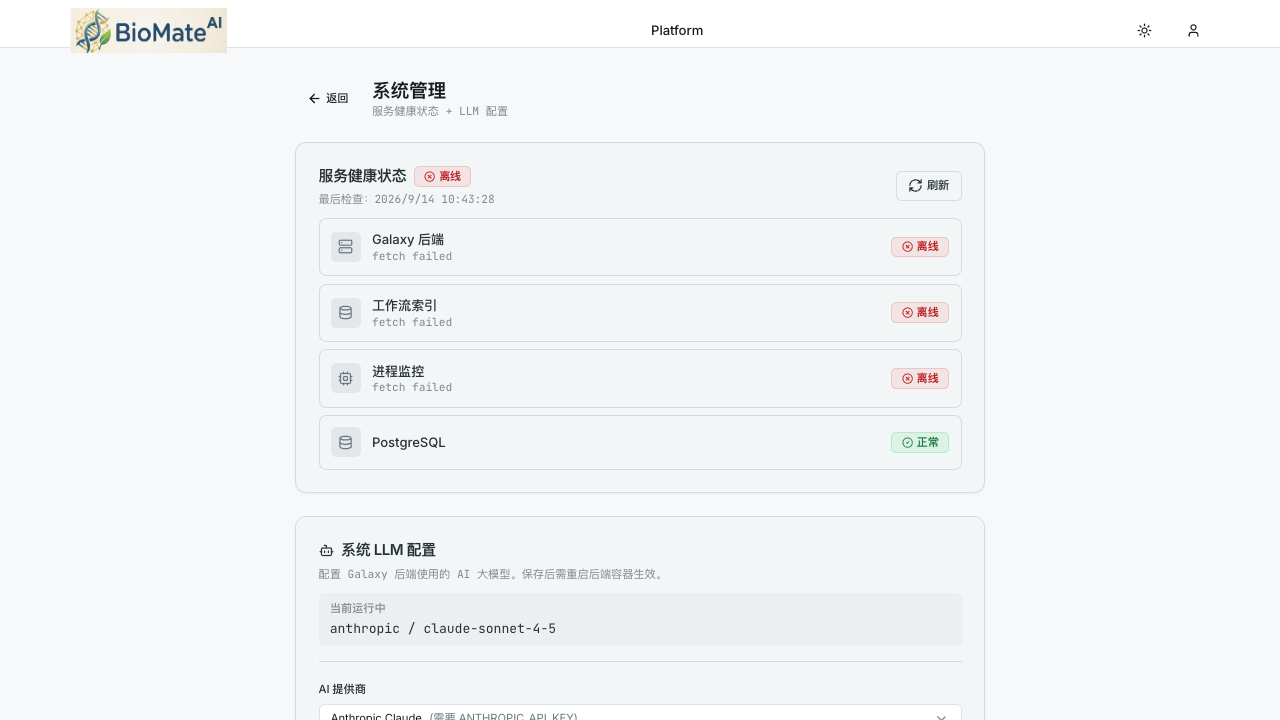 BioMate AI
Platform
返回
系统管理
服务健康状态 + LLM 配置
服务健康状态 离线
最后检查: 2026/9/14 10:43:28
刷新
Galaxy 后端
fetch failed
离线
工作流索引
fetch failed
离线
进程监控
fetch failed
离线
PostgreSQL
正常
系统 LLM 配置
配置 Galaxy 后端使用的 AI 大模型。保存后需重启后端容器生效。
当前运行中
anthropic / claude-sonnet-4-5
AI 提供商
Anthropic Claude (需要 ANTHROPIC_API_KEY)